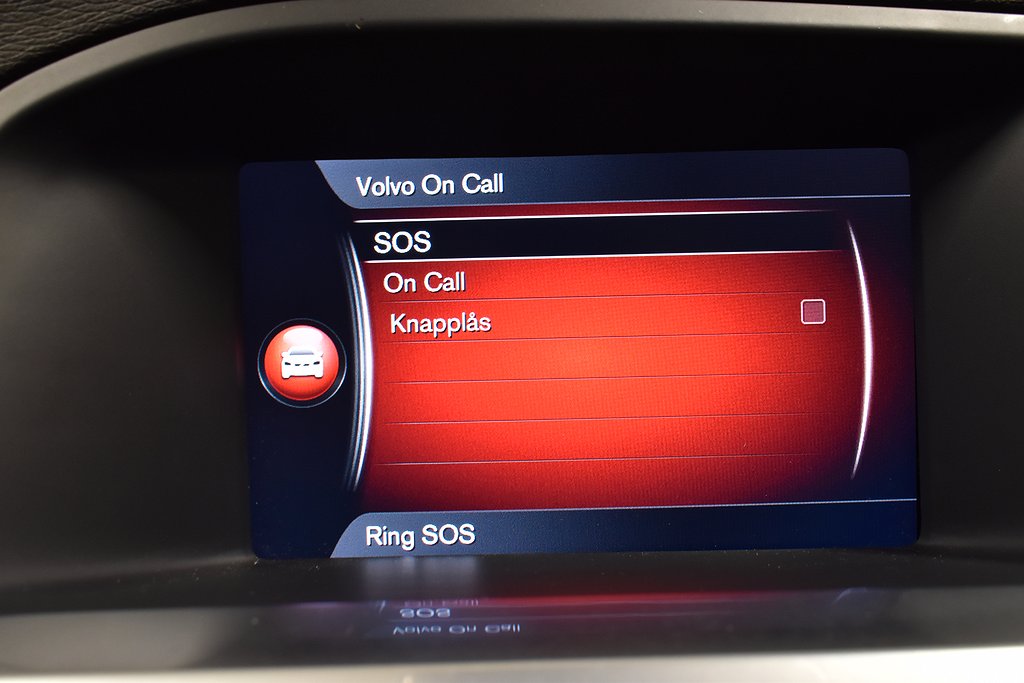 Volvo On Call
SOS
On Call
Knapplås
Ring SOS